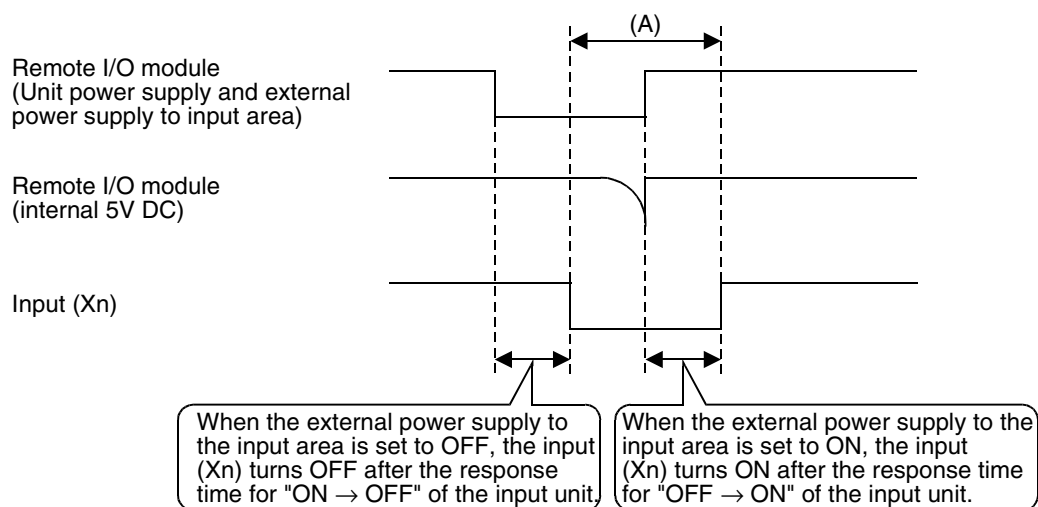 (A)
Remote I/O module
(Unit power supply and external
power supply to input area)
Remote I/O module
(internal 5V DC)
Input (Xn)
When the external power supply to
the input area is set to OFF, the input
(Xn) turns OFF after the response
time for "ON → OFF" of the input unit.
When the external power supply to the
input area is set to ON, the input
(Xn) turns ON after the response time
for "OFF → ON" of the input unit.